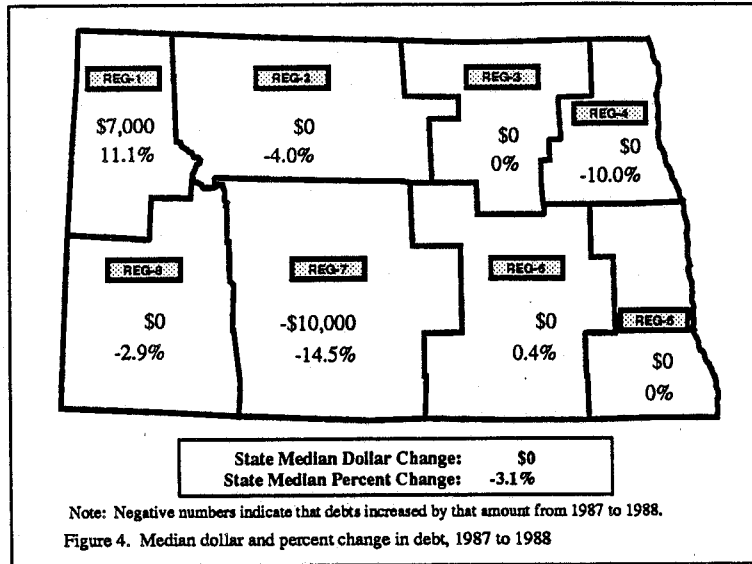 REG-1
$7,000
11.1%
REG-2
$0
-4.0%
REG-3
$0
0%
REG-4
$0
-10.0%
REG-8
$0
-2.9%
REG-7
-$10,000
-14.5%
REG-6
$0
0.4%
REG-5
$0
0%
State Median Dollar Change: $0
State Median Percent Change: -3.1%
Note: Negative numbers indicate that debts increased by that amount from 1987 to 1988.
Figure 4. Median dollar and percent change in debt, 1987 to 1988